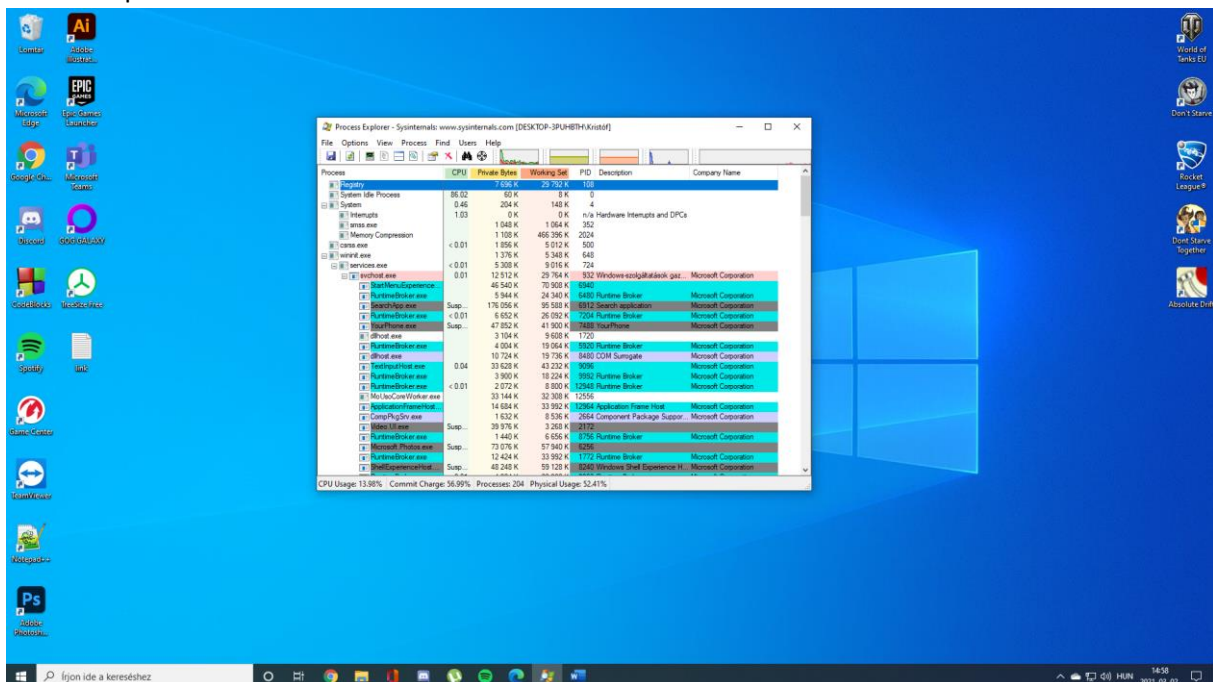 Lomtár
Adobe
Illustrat...
Microsoft
Edge
Epic Games
Launcher
Google Ch...
Microsoft
Teams
Discord
GOG GALAXY
CodeBlocks
TreeSize Free
Spotify
link
Game Center
TeamViewer
Notepad++
Adobe
Photosh...
World of
Tanks EU
Don't Starve
Rocket
League®
Dont Starve
Together
Absolute Drift
Process Explorer - Sysinternals: www.sysinternals.com [DESKTOP-3PUH8TH\Kristóf]
File Options View Process Find Users Help
Process CPU Private Bytes Working Set PID Description Company Name
Registry 7 696 K 29 792 K 108
System Idle Process 86.02 60 K 8 K 0
System 0.46 204 K 148 K 4
Interrupts 1.03 0 K 0 K n/a Hardware Interrupts and DPCs
smss.exe 1 048 K 1 064 K 352
Memory Compression 1 108 K 466 396 K 2024
csrss.exe < 0.01 1 856 K 5 012 K 500
wininit.exe 1 376 K 5 348 K 648
services.exe < 0.01 5 308 K 9 016 K 724
svchost.exe 0.01 12 512 K 29 764 K 932 Windows-szolgáltatások gaz... Microsoft Corporation
StartMenuExperience... 46 540 K 70 908 K 6940
RuntimeBroker.exe 5 944 K 24 340 K 6480 Runtime Broker Microsoft Corporation
SearchApp.exe Susp... 176 056 K 95 588 K 6912 Search application Microsoft Corporation
RuntimeBroker.exe < 0.01 6 652 K 26 092 K 7204 Runtime Broker Microsoft Corporation
YourPhone.exe Susp... 47 852 K 41 900 K 7488 YourPhone Microsoft Corporation
dllhost.exe 3 104 K 9 608 K 1720
RuntimeBroker.exe 4 004 K 19 064 K 5920 Runtime Broker Microsoft Corporation
dllhost.exe 10 724 K 19 736 K 8480 COM Surrogate Microsoft Corporation
TextInputHost.exe 0.04 33 628 K 43 232 K 9096 Microsoft Corporation
RuntimeBroker.exe 3 900 K 18 224 K 9992 Runtime Broker Microsoft Corporation
RuntimeBroker.exe < 0.01 2 072 K 8 800 K 12948 Runtime Broker Microsoft Corporation
MoUsoCoreWorker.exe 33 144 K 32 308 K 12556
ApplicationFrameHost... 14 684 K 33 992 K 12964 Application Frame Host Microsoft Corporation
CompPkgSrv.exe 1 632 K 8 536 K 2664 Component Package Suppor... Microsoft Corporation
Video.UI.exe Susp... 39 976 K 3 268 K 2172
RuntimeBroker.exe 1 440 K 6 656 K 8756 Runtime Broker Microsoft Corporation
Microsoft.Photos.exe Susp... 73 076 K 57 940 K 6256
RuntimeBroker.exe 12 424 K 33 992 K 1772 Runtime Broker Microsoft Corporation
ShellExperienceHost.... Susp... 48 248 K 59 128 K 8240 Windows Shell Experience H... Microsoft Corporation
CPU Usage: 13.98% Commit Charge: 56.99% Processes: 204 Physical Usage: 52.41%
Írjon ide a kereséshez
HUN
14:58